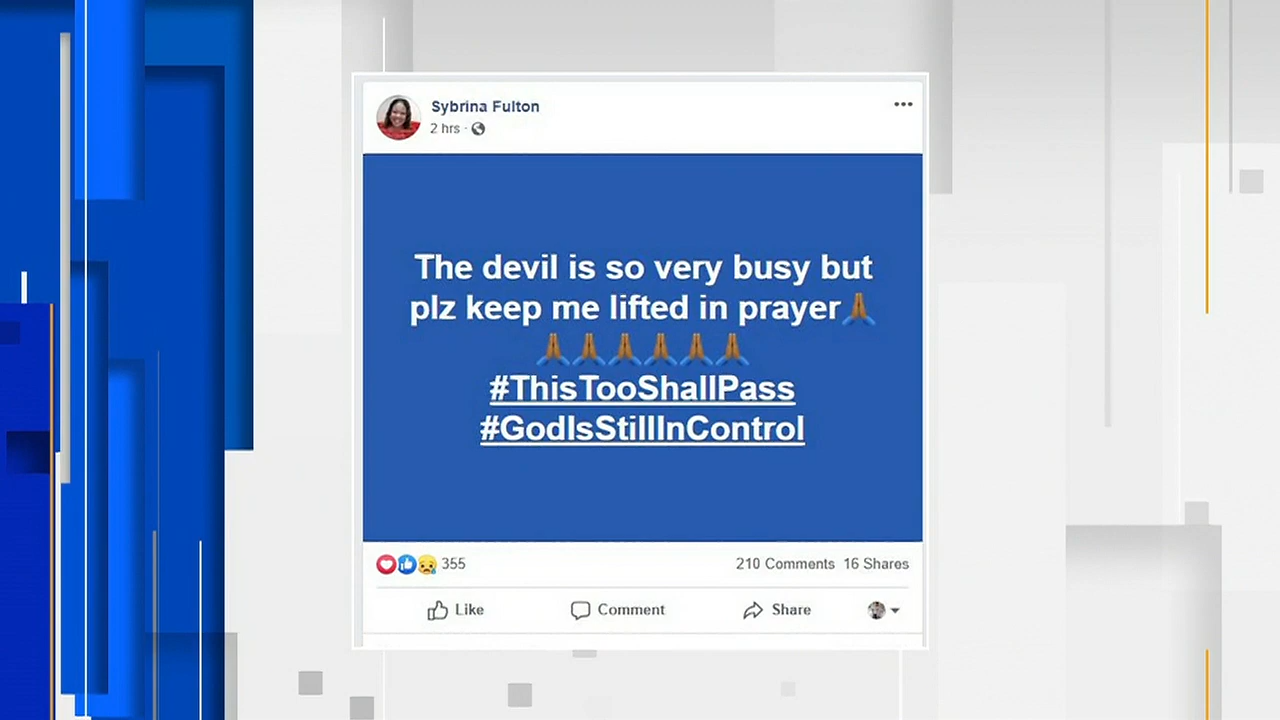 Sybrina Fulton
2 hrs ·
The devil is so very busy but
plz keep me lifted in prayer🙏🏾
🙏🏾🙏🏾🙏🏾🙏🏾🙏🏾🙏🏾
#ThisTooShallPass
#GodIsStillInControl
355 210 Comments 16 Shares
Like Comment Share